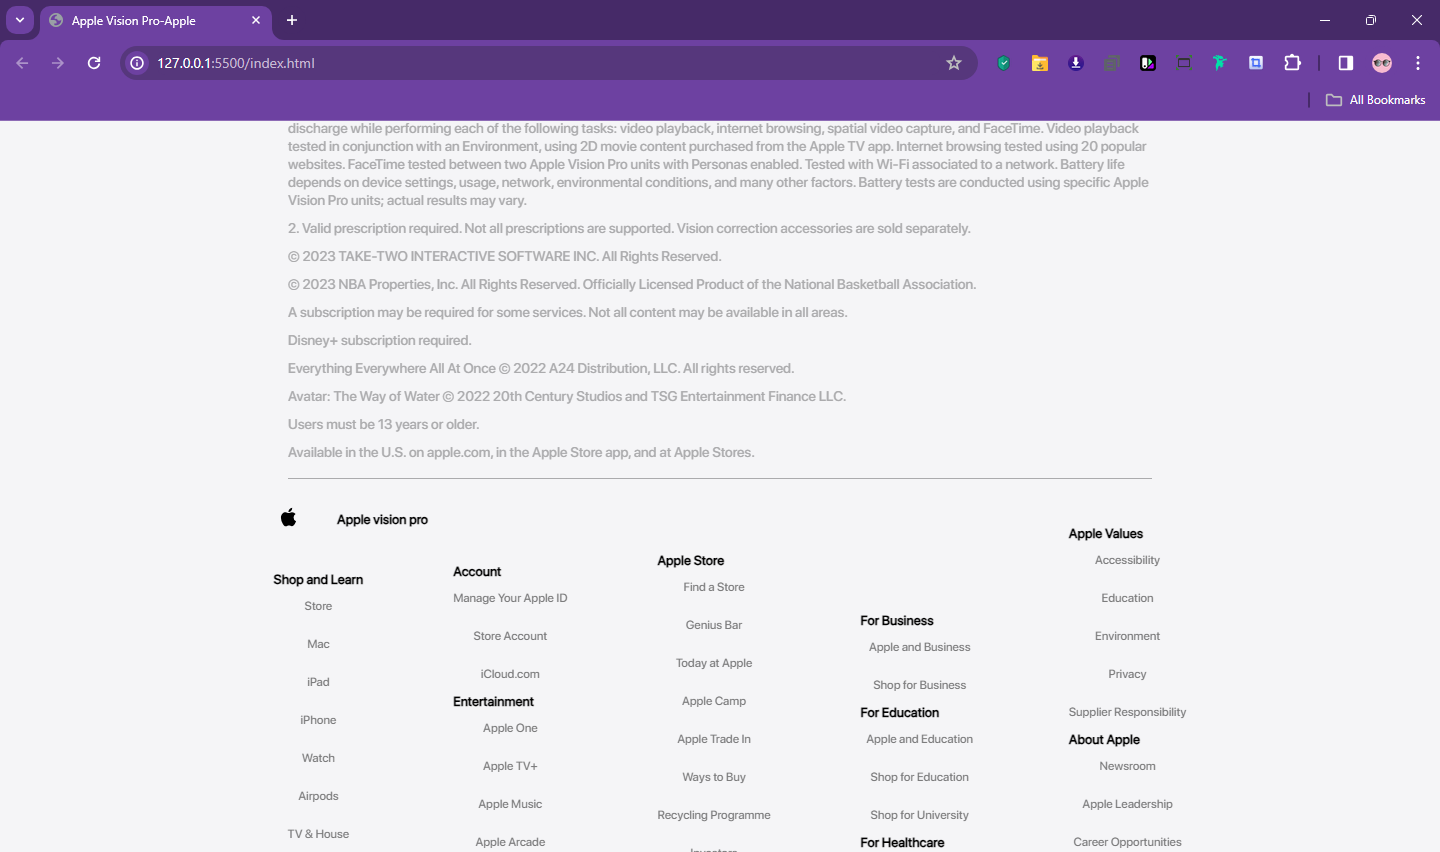 Apple Vision Pro-Apple
127.0.0.1:5500/index.html
All Bookmarks
discharge while performing each of the following tasks: video playback, internet browsing, spatial video capture, and FaceTime. Video playback
tested in conjunction with an Environment, using 2D movie content purchased from the Apple TV app. Internet browsing tested using 20 popular
websites. FaceTime tested between two Apple Vision Pro units with Personas enabled. Tested with Wi-Fi associated to a network. Battery life
depends on device settings, usage, network, environmental conditions, and many other factors. Battery tests are conducted using specific Apple
Vision Pro units; actual results may vary.
2. Valid prescription required. Not all prescriptions are supported. Vision correction accessories are sold separately.
© 2023 TAKE-TWO INTERACTIVE SOFTWARE INC. All Rights Reserved.
© 2023 NBA Properties, Inc. All Rights Reserved. Officially Licensed Product of the National Basketball Association.
A subscription may be required for some services. Not all content may be available in all areas.
Disney+ subscription required.
Everything Everywhere All At Once © 2022 A24 Distribution, LLC. All rights reserved.
Avatar: The Way of Water © 2022 20th Century Studios and TSG Entertainment Finance LLC.
Users must be 13 years or older.
Available in the U.S. on apple.com, in the Apple Store app, and at Apple Stores.
Apple vision pro
Shop and Learn
Store
Mac
iPad
iPhone
Watch
Airpods
TV & House
Account
Manage Your Apple ID
Store Account
iCloud.com
Entertainment
Apple One
Apple TV+
Apple Music
Apple Arcade
Apple Store
Find a Store
Genius Bar
Today at Apple
Apple Camp
Apple Trade In
Ways to Buy
Recycling Programme
For Business
Apple and Business
Shop for Business
For Education
Apple and Education
Shop for Education
Shop for University
For Healthcare
Apple Values
Accessibility
Education
Environment
Privacy
Supplier Responsibility
About Apple
Newsroom
Apple Leadership
Career Opportunities